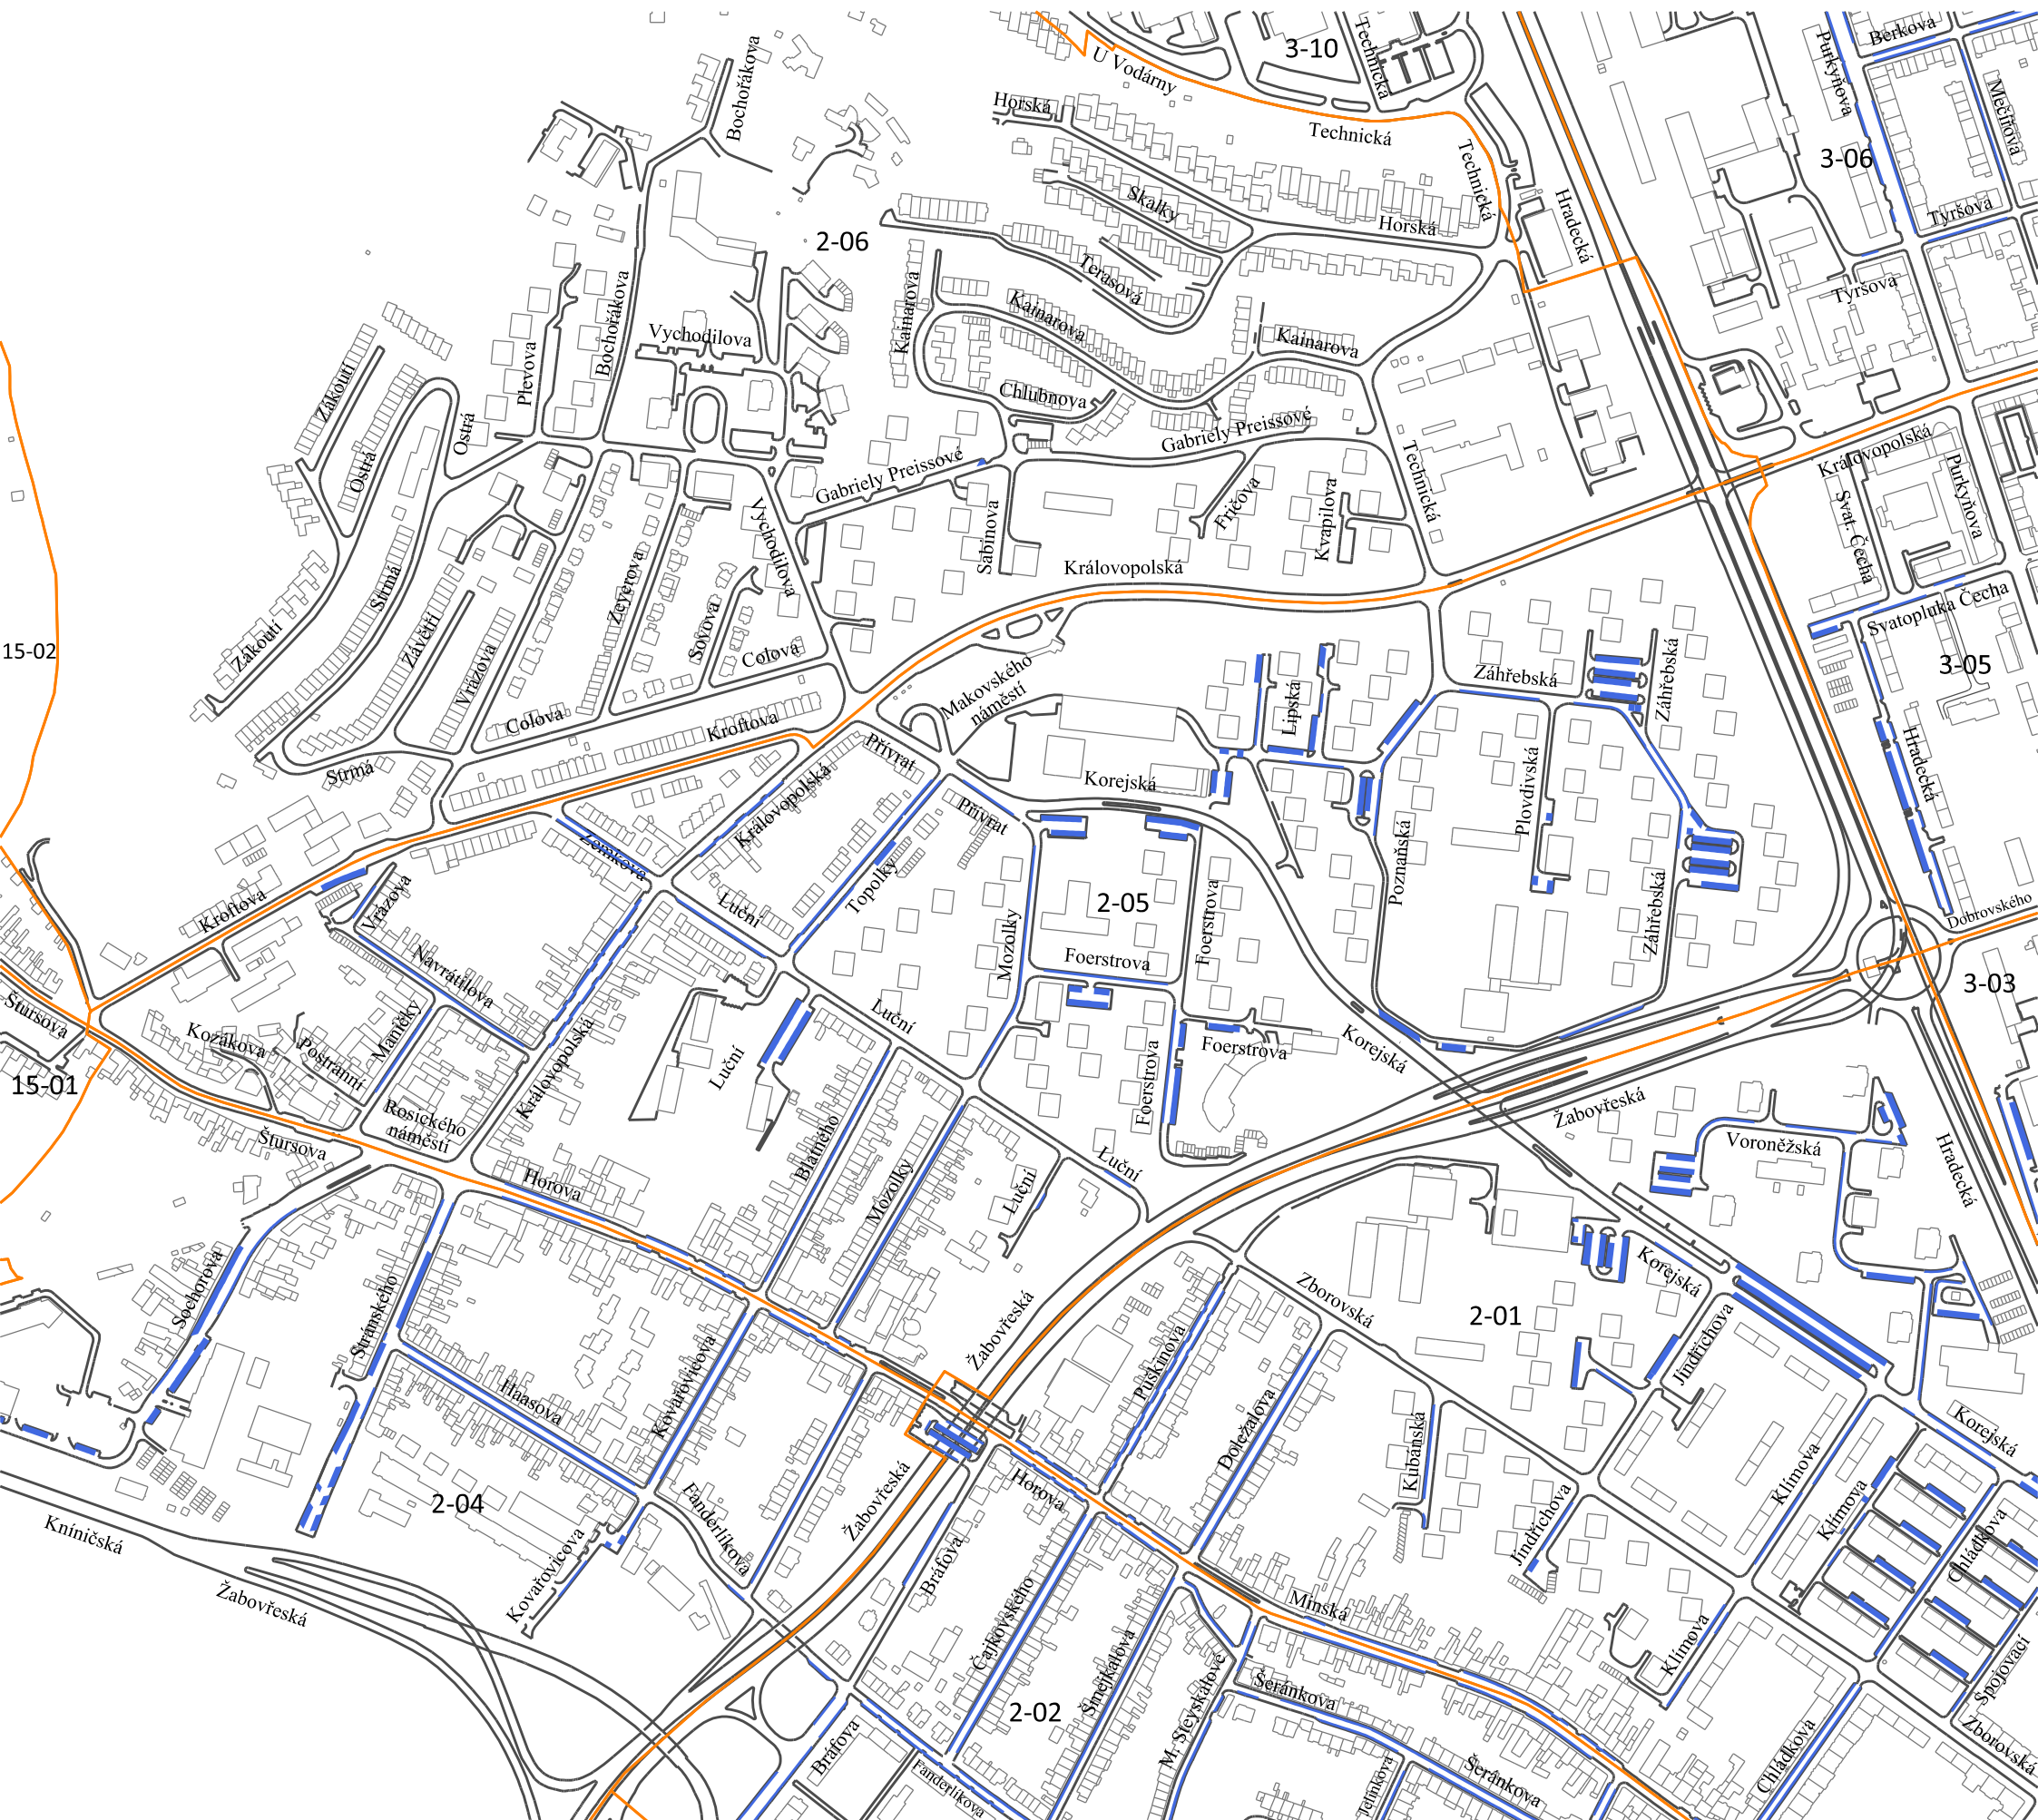 3-10
U Vodárny
Technická
Berkova
Purkyňova
Bochořákova
Horská
Technická
Mečířova
3-06
Technická
Skalky
Hradecká
Horská
Tyršova
2-06
Terasová
Kainarova
Bochořákova
Kainarova
Tyršova
Vychodilova
Kainarova
Plevova
Zákoutí
Chlubnova
Ostrá
Gabriely Preissové
Královopolská
Ostrá
Gabriely Preissové
Technická
Purkyňova
Fričova
Kvapilova
Svat. Čecha
Vychodilova
Sabinova
Královopolská
Zeyerova
Strmá
Svatopluka Čecha
Sovova
Závětří
Zákoutí
15-02
Colova
Vrázova
Makovského
náměstí
Záhřebská
Záhřebská
3-05
Lipská
Colova
Kroftova
Přívrat
Strmá
Hradecká
Korejská
Plovdivská
Královopolská
Přívrat
Zemkova
Poznaňská
Topolky
Vrázova
Kroftova
Luční
2-05
Foerstrova
Záhřebská
Dobrovského
Mozolky
Navrátilova
Foerstrova
3-03
Štursova
Luční
Maničky
Kozákova
Korejská
Foerstrova
Postranní
Luční
Královopolská
Foerstrova
15-01
Rosického
náměstí
Žabovřeská
Štursova
Blatného
Voroněžská
Luční
Hradecká
Horova
Mozolky
Luční
Sochorova
Korejská
Zborovská
Stránského
Žabovřeská
2-01
Jindřichova
Kovařovicova
Puškinova
Haasova
Doležalova
Kubánská
Korejská
Klímova
Horova
2-04
Fanderlíkova
Žabovřeská
Klímova
Jindřichova
Kníničská
Chládkova
Kovařovicova
Bráfova
Žabovřeská
Minská
Čajkovského
Šmejkalova
Klímova
Spojovací
M. Steyskalové
Šeránkova
2-02
Bráfova
Zborovská
Fanderlíkova
Jelínkova
Šeránkova
Chládkova